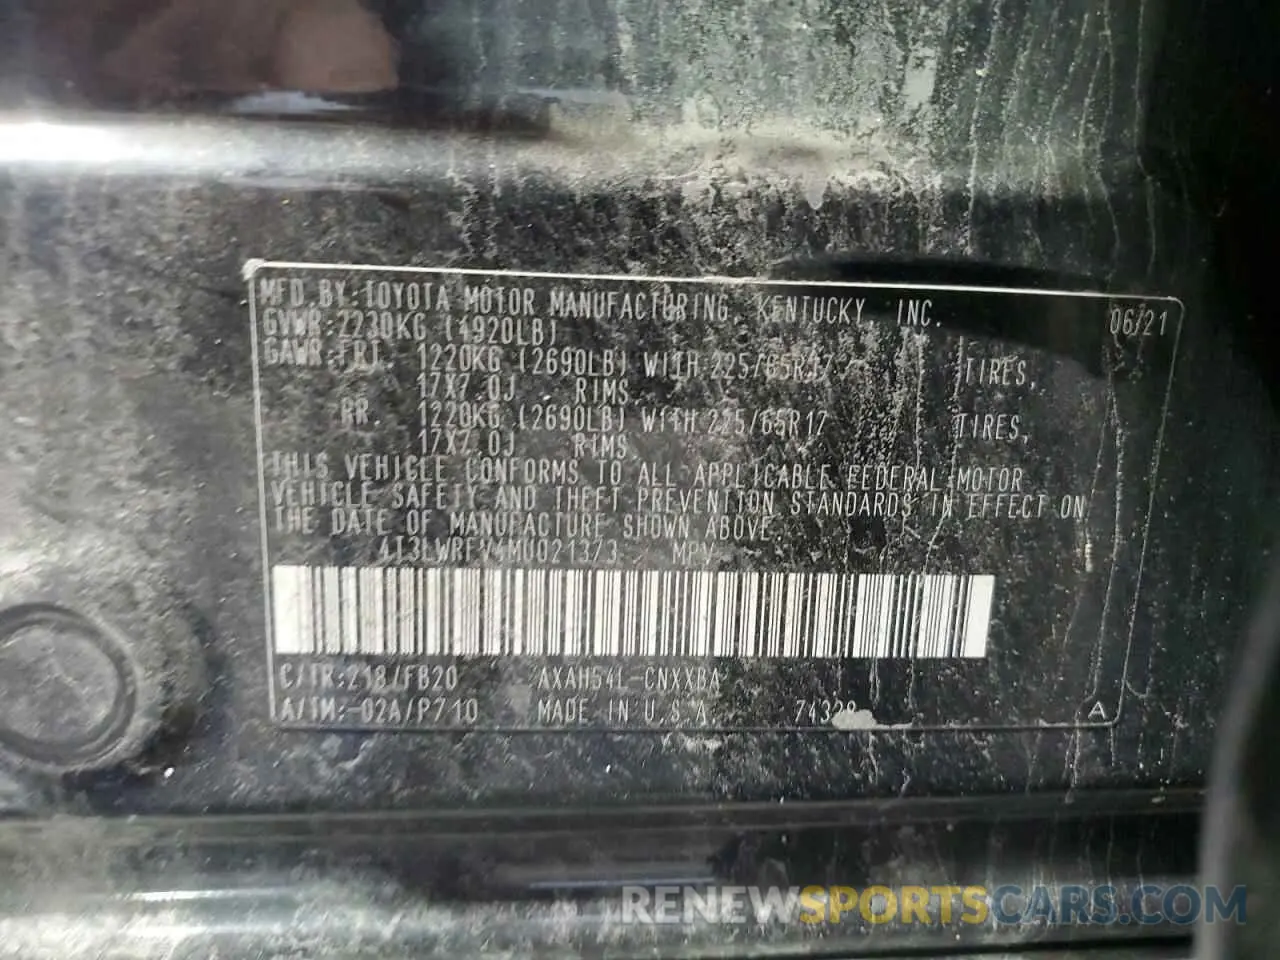 MFD. BY: TOYOTA MOTOR MANUFACTURING, KENTUCKY, INC. 06/21
GVWR: 2230KG (4920LB)
GAWR: FRT. 1220KG (2690LB) WITH 225/65R17 TIRES,
17X7.0J RIMS,
RR. 1220KG (2690LB) WITH 225/65R17 TIRES,
17X7.0J RIMS
THIS VEHICLE CONFORMS TO ALL APPLICABLE FEDERAL MOTOR
VEHICLE SAFETY AND THEFT PREVENTION STANDARDS IN EFFECT ON
THE DATE OF MANUFACTURE SHOWN ABOVE.
4T3LWRFV4MU021373 MPV
C/TR: 218/FB20 AXAH54L-CNXXBA
A/TM:-02A/P710 MADE IN U.S.A. A
RENEWSPORTSCARS.COM